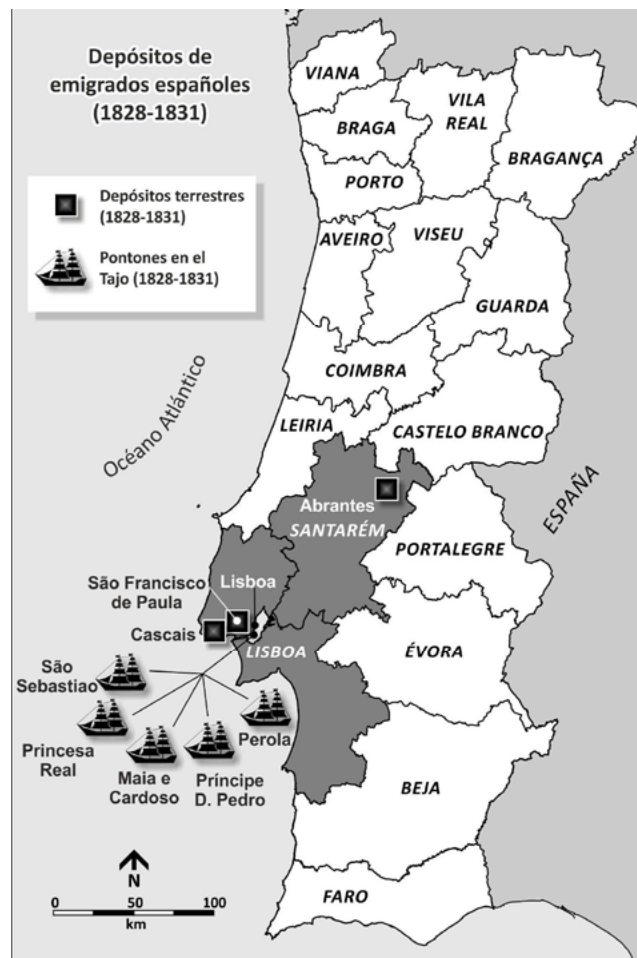 Depósitos de
emigrados españoles
(1828-1831)
Depósitos terrestres
(1828-1831)
Pontones en el
Tajo (1828-1831)
VIANA
BRAGA
VILA
REAL
BRAGANÇA
PORTO
AVEIRO
VISEU
GUARDA
COIMBRA
Océano Atlántico
LEIRIA
CASTELO BRANCO
ESPAÑA
Abrantes
SANTARÉM
PORTALEGRE
São Francisco
de Paula
Lisboa
Cascais
LISBOA
ÉVORA
São
Sebastiao
Princesa
Real
Maia e
Cardoso
Príncipe
D. Pedro
Perola
BEJA
FARO
N
0 50 100
km